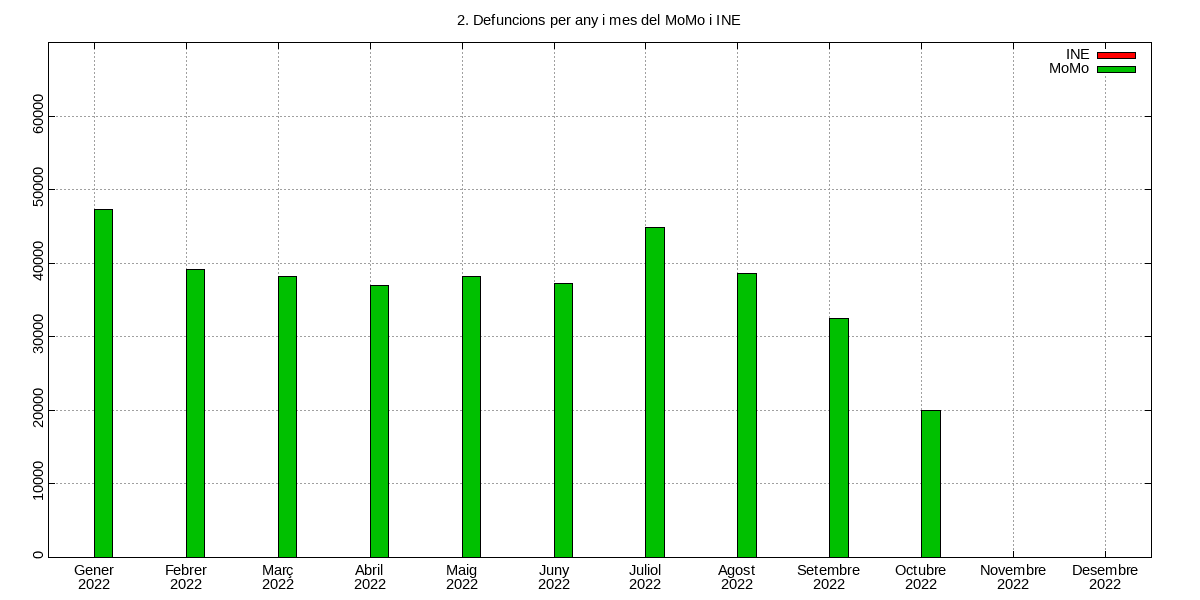 2. Defuncions per any i mes del MoMo i INE
INE
MoMo
60000
50000
40000
30000
20000
10000
0
Gener
2022
Febrer
2022
Març
2022
Abril
2022
Maig
2022
Juny
2022
Juliol
2022
Agost
2022
Setembre
2022
Octubre
2022
Novembre
2022
Desembre
2022